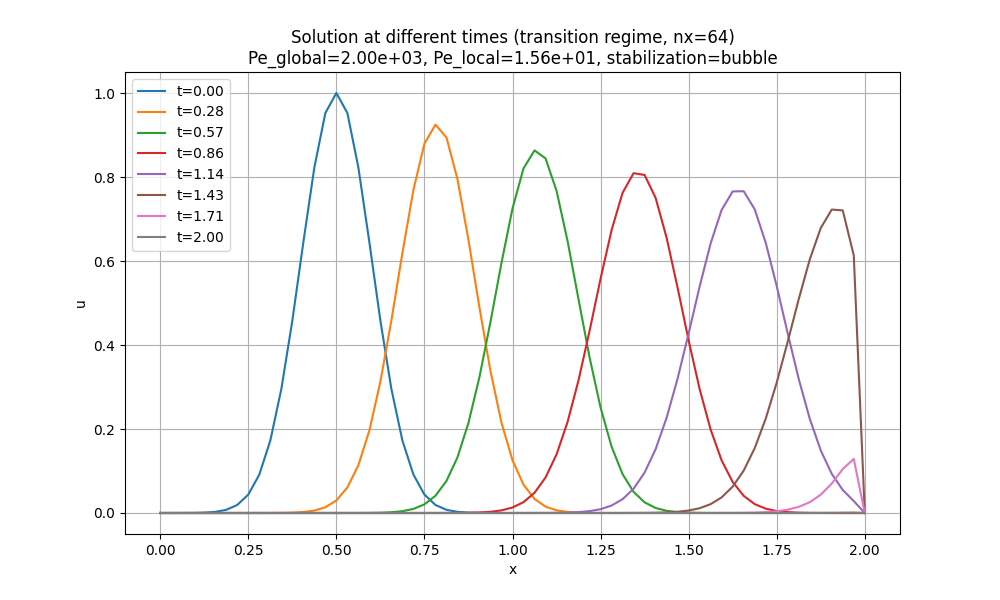 Solution at different times (transition regime, nx=64)
Pe_global=2.00e+03, Pe_local=1.56e+01, stabilization=bubble
t=0.00
t=0.28
t=0.57
t=0.86
t=1.14
t=1.43
t=1.71
t=2.00
u
1.0
0.8
0.6
0.4
0.2
0.0
0.00 0.25 0.50 0.75 1.00 1.25 1.50 1.75 2.00
x